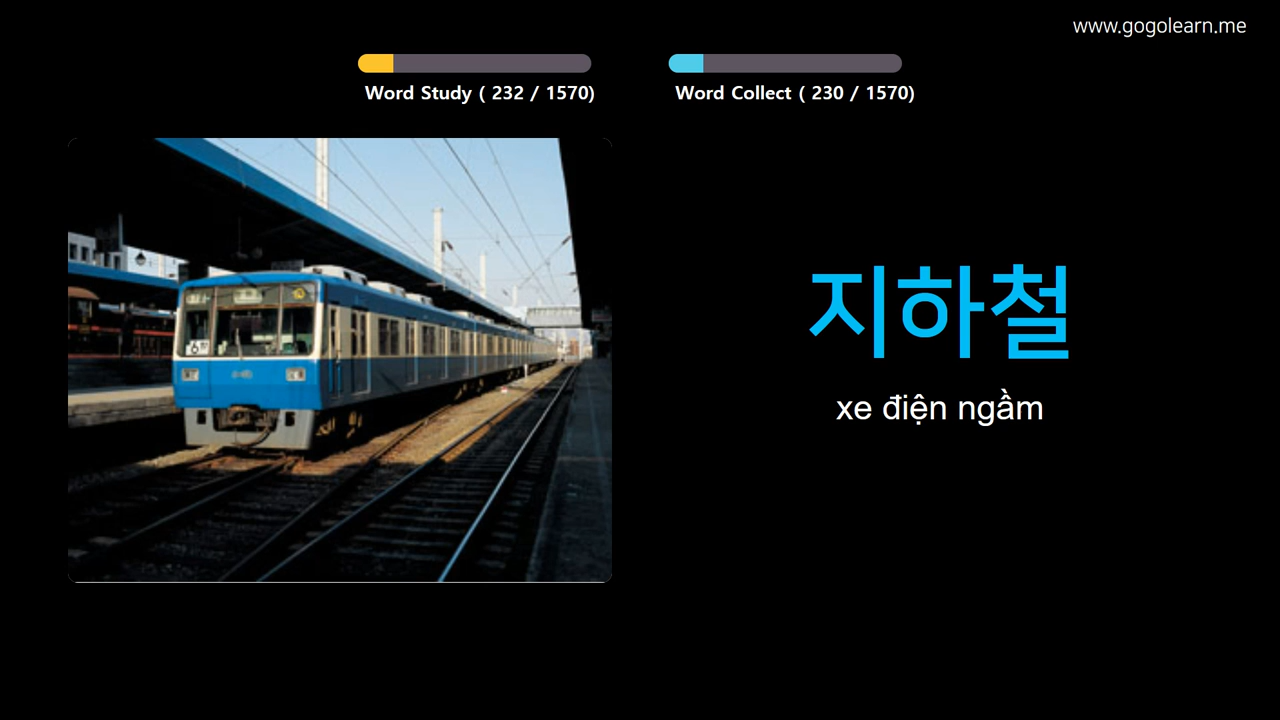 www.gogolearn.me
Word Study ( 232 / 1570)
Word Collect ( 230 / 1570)
지하철
xe điện ngầm